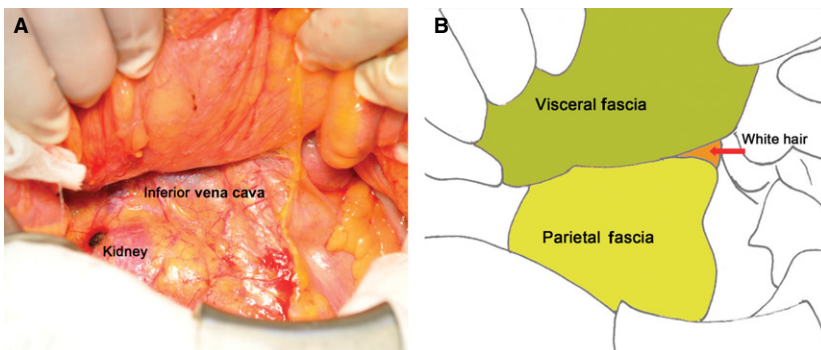 A
Inferior vena cava
Kidney
B
Visceral fascia
White hair
Parietal fascia